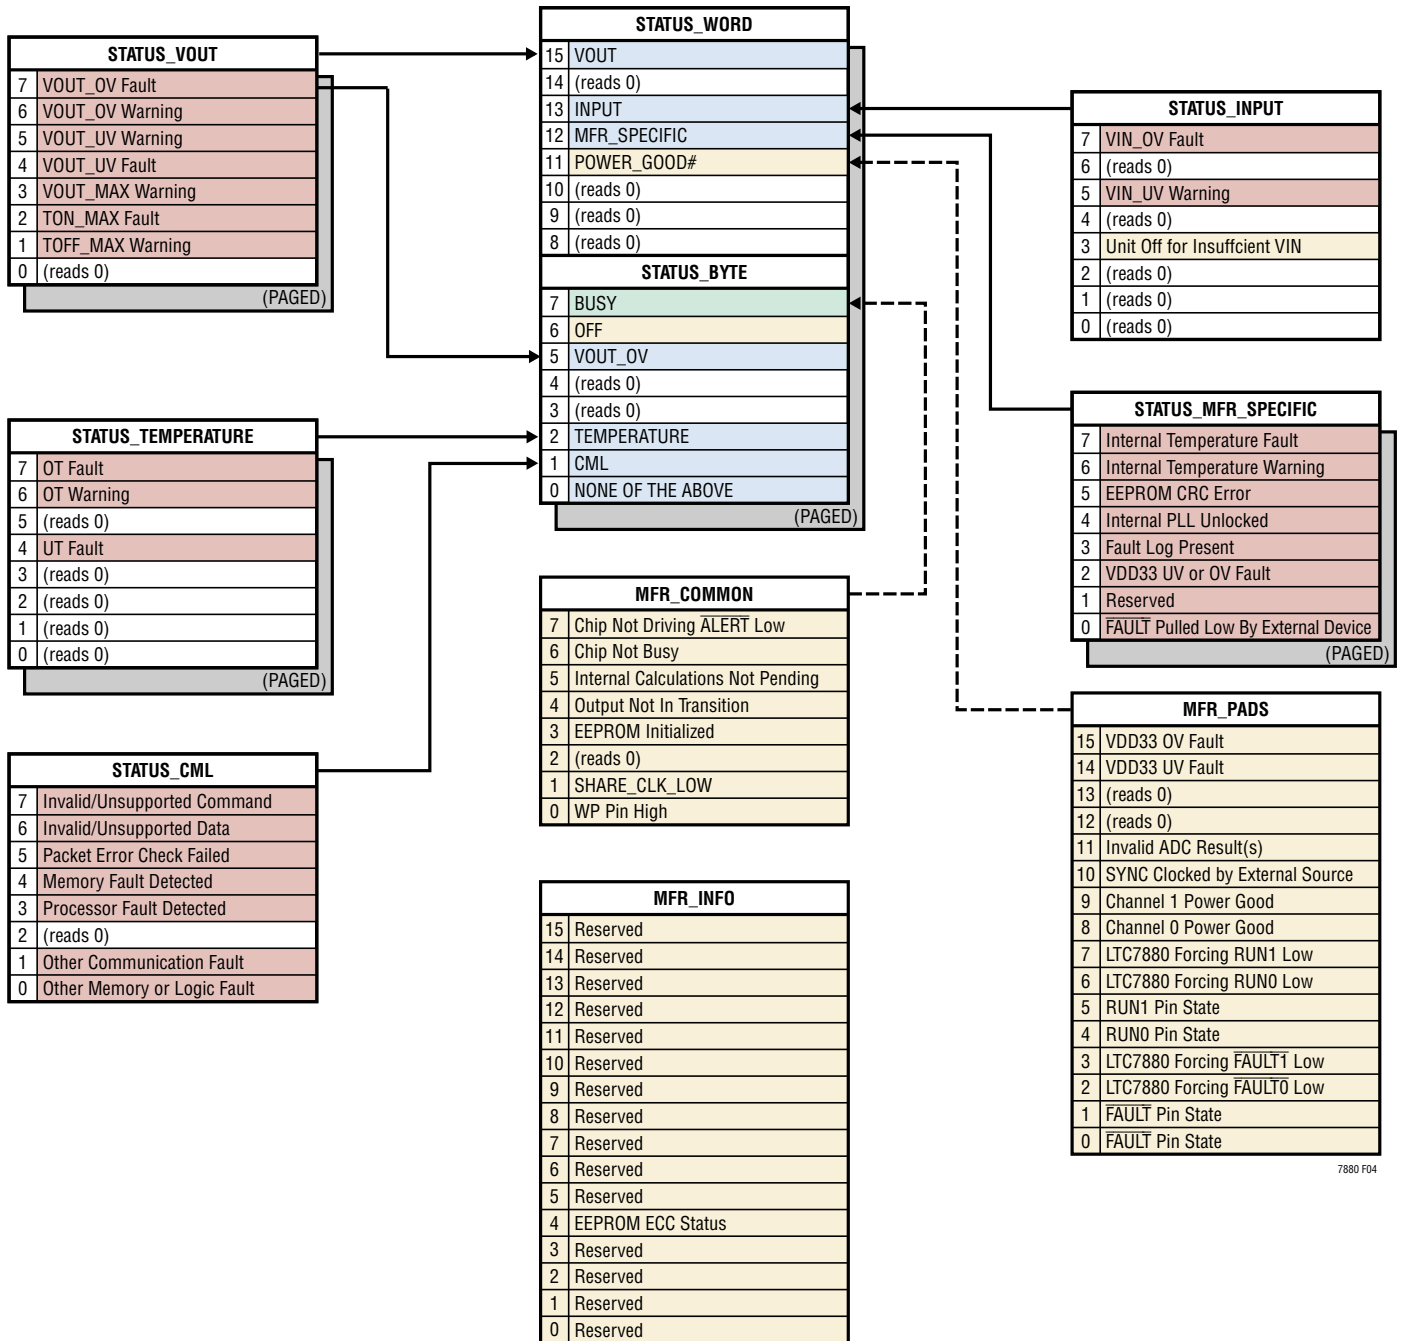 STATUS_WORD
15 VOUT
14 (reads 0)
13 INPUT
12 MFR_SPECIFIC
11 POWER_GOOD#
10 (reads 0)
9 (reads 0)
8 (reads 0)
STATUS_BYTE
7 BUSY
6 OFF
5 VOUT_OV
4 (reads 0)
3 (reads 0)
2 TEMPERATURE
1 CML
0 NONE OF THE ABOVE
(PAGED)
STATUS_VOUT
7 VOUT_OV Fault
6 VOUT_OV Warning
5 VOUT_UV Warning
4 VOUT_UV Fault
3 VOUT_MAX Warning
2 TON_MAX Fault
1 TOFF_MAX Warning
0 (reads 0)
(PAGED)
STATUS_TEMPERATURE
7 OT Fault
6 OT Warning
5 (reads 0)
4 UT Fault
3 (reads 0)
2 (reads 0)
1 (reads 0)
0 (reads 0)
(PAGED)
STATUS_CML
7 Invalid/Unsupported Command
6 Invalid/Unsupported Data
5 Packet Error Check Failed
4 Memory Fault Detected
3 Processor Fault Detected
2 (reads 0)
1 Other Communication Fault
0 Other Memory or Logic Fault
MFR_COMMON
7 Chip Not Driving ALERT Low
6 Chip Not Busy
5 Internal Calculations Not Pending
4 Output Not In Transition
3 EEPROM Initialized
2 (reads 0)
1 SHARE_CLK_LOW
0 WP Pin High
MFR_INFO
15 Reserved
14 Reserved
13 Reserved
12 Reserved
11 Reserved
10 Reserved
9 Reserved
8 Reserved
7 Reserved
6 Reserved
5 Reserved
4 EEPROM ECC Status
3 Reserved
2 Reserved
1 Reserved
0 Reserved
STATUS_INPUT
7 VIN_OV Fault
6 (reads 0)
5 VIN_UV Warning
4 (reads 0)
3 Unit Off for Insuffcient VIN
2 (reads 0)
1 (reads 0)
0 (reads 0)
STATUS_MFR_SPECIFIC
7 Internal Temperature Fault
6 Internal Temperature Warning
5 EEPROM CRC Error
4 Internal PLL Unlocked
3 Fault Log Present
2 VDD33 UV or OV Fault
1 Reserved
0 FAULT Pulled Low By External Device
(PAGED)
MFR_PADS
15 VDD33 OV Fault
14 VDD33 UV Fault
13 (reads 0)
12 (reads 0)
11 Invalid ADC Result(s)
10 SYNC Clocked by External Source
9 Channel 1 Power Good
8 Channel 0 Power Good
7 LTC7880 Forcing RUN1 Low
6 LTC7880 Forcing RUN0 Low
5 RUN1 Pin State
4 RUN0 Pin State
3 LTC7880 Forcing FAULT1 Low
2 LTC7880 Forcing FAULT0 Low
1 FAULT Pin State
0 FAULT Pin State
7880 F04